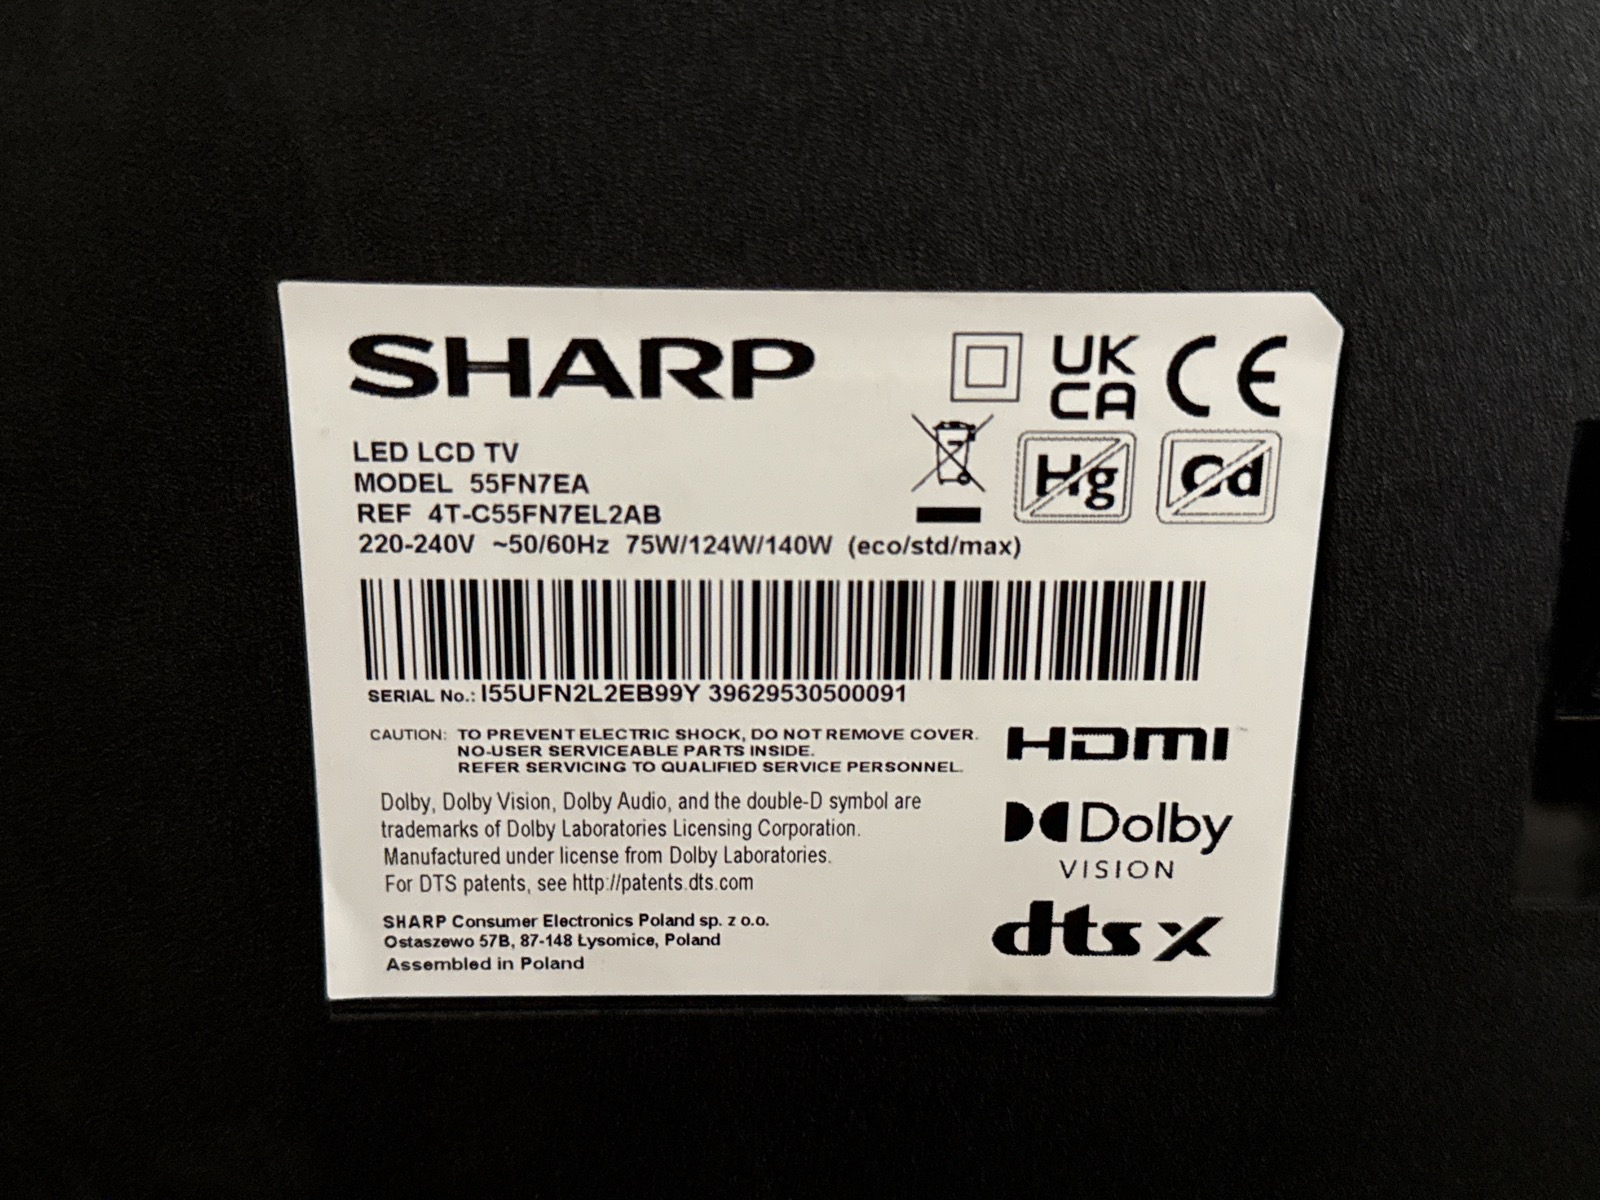 SHARP
UK
CA
CE
LED LCD TV
MODEL 55FN7EA
REF 4T-C55FN7EL2AB
Hg
Cd
220-240V ~50/60Hz 75W/124W/140W (eco/std/max)
SERIAL No.: I55UFN2L2EB99Y 39629530500091
CAUTION: TO PREVENT ELECTRIC SHOCK, DO NOT REMOVE COVER.
NO-USER SERVICEABLE PARTS INSIDE.
REFER SERVICING TO QUALIFIED SERVICE PERSONNEL.
HDMI
Dolby, Dolby Vision, Dolby Audio, and the double-D symbol are
trademarks of Dolby Laboratories Licensing Corporation.
Manufactured under license from Dolby Laboratories.
For DTS patents, see http://patents.dts.com
Dolby
VISION
SHARP Consumer Electronics Poland sp. z o.o.
Ostaszewo 57B, 87-148 Łysomice, Poland
Assembled in Poland
dts x